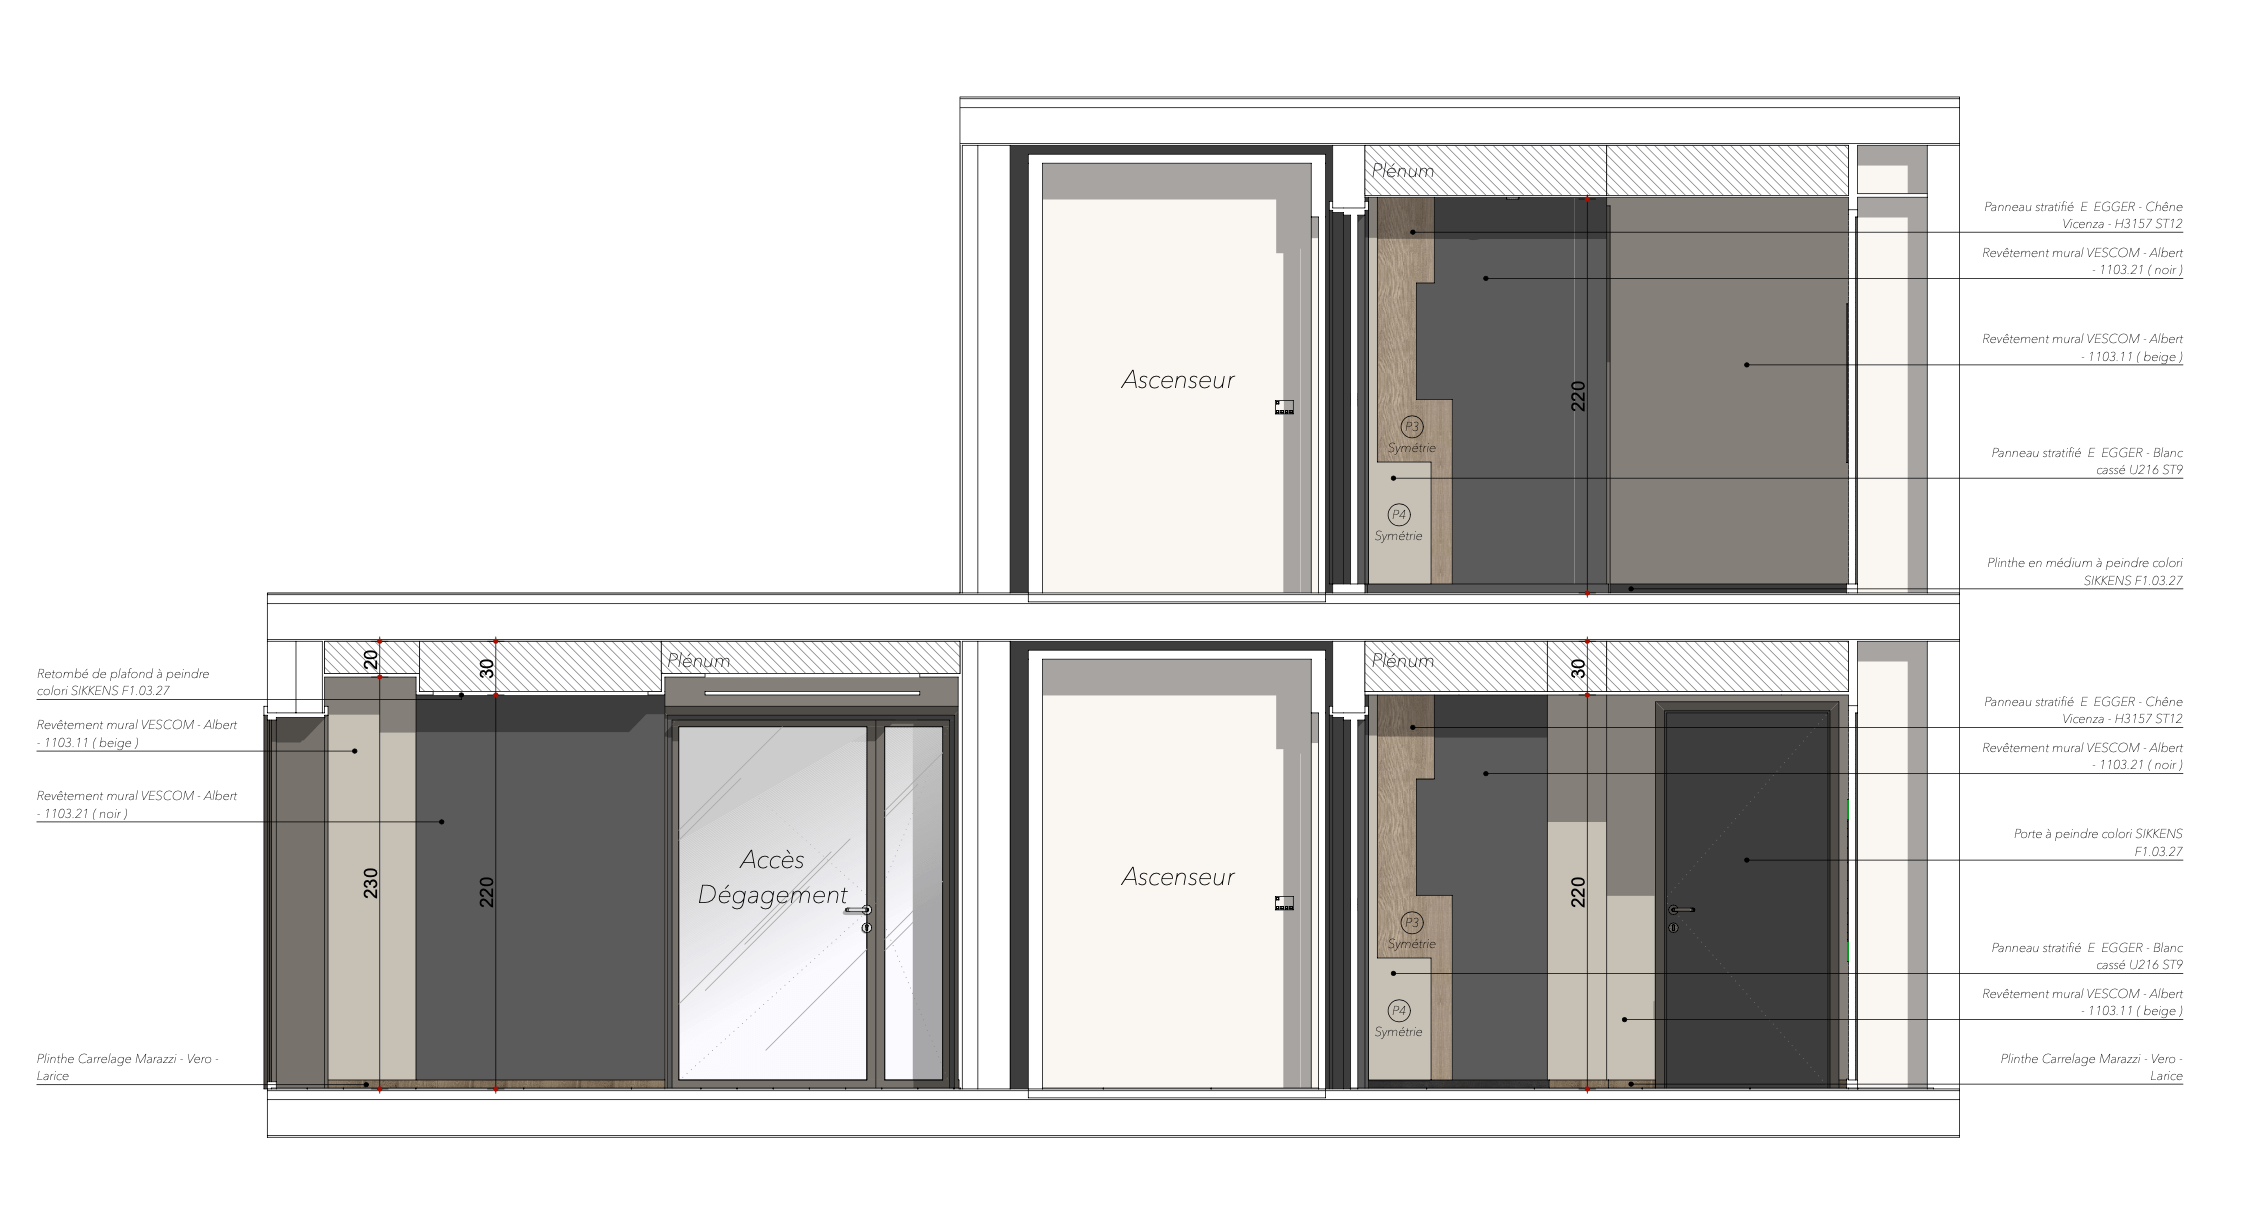 Plénum
Panneau stratifié E EGGER - Chêne
Vicenza - H3157 ST12
Revêtement mural VESCOM - Albert
- 1103.21 ( noir )
Revêtement mural VESCOM - Albert
- 1103.11 ( beige )
Ascenseur
220
P3
Symétrie
Panneau stratifié E EGGER - Blanc
cassé U216 ST9
P4
Symétrie
Plinthe en médium à peindre colori
SIKKENS F1.03.27
20
30
Plénum
Plénum
30
Retombé de plafond à peindre
colori SIKKENS F1.03.27
Revêtement mural VESCOM - Albert
- 1103.11 ( beige )
Revêtement mural VESCOM - Albert
- 1103.21 ( noir )
230
220
Accès
Dégagement
Plinthe Carrelage Marazzi - Vero -
Larice
Ascenseur
220
P3
Symétrie
P4
Symétrie
Panneau stratifié E EGGER - Chêne
Vicenza - H3157 ST12
Revêtement mural VESCOM - Albert
- 1103.21 ( noir )
Porte à peindre colori SIKKENS
F1.03.27
Panneau stratifié E EGGER - Blanc
cassé U216 ST9
Revêtement mural VESCOM - Albert
- 1103.11 ( beige )
Plinthe Carrelage Marazzi - Vero -
Larice